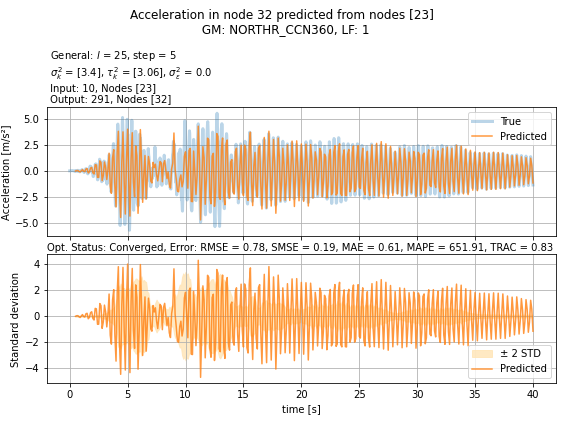 Acceleration in node 32 predicted from nodes [23]
GM: NORTHR_CCN360, LF: 1
General: l = 25, step = 5
σ²ₖ = [3.4], τ²ₖ = [3.06], σ²ε = 0.0
Input: 10, Nodes [23]
Output: 291, Nodes [32]
Acceleration [m/s²]
5.0
2.5
0.0
−2.5
−5.0
True
Predicted
Opt. Status: Converged, Error: RMSE = 0.78, SMSE = 0.19, MAE = 0.61, MAPE = 651.91, TRAC = 0.83
Standard deviation
4
2
0
−2
−4
± 2 STD
Predicted
0 5 10 15 20 25 30 35 40
time [s]